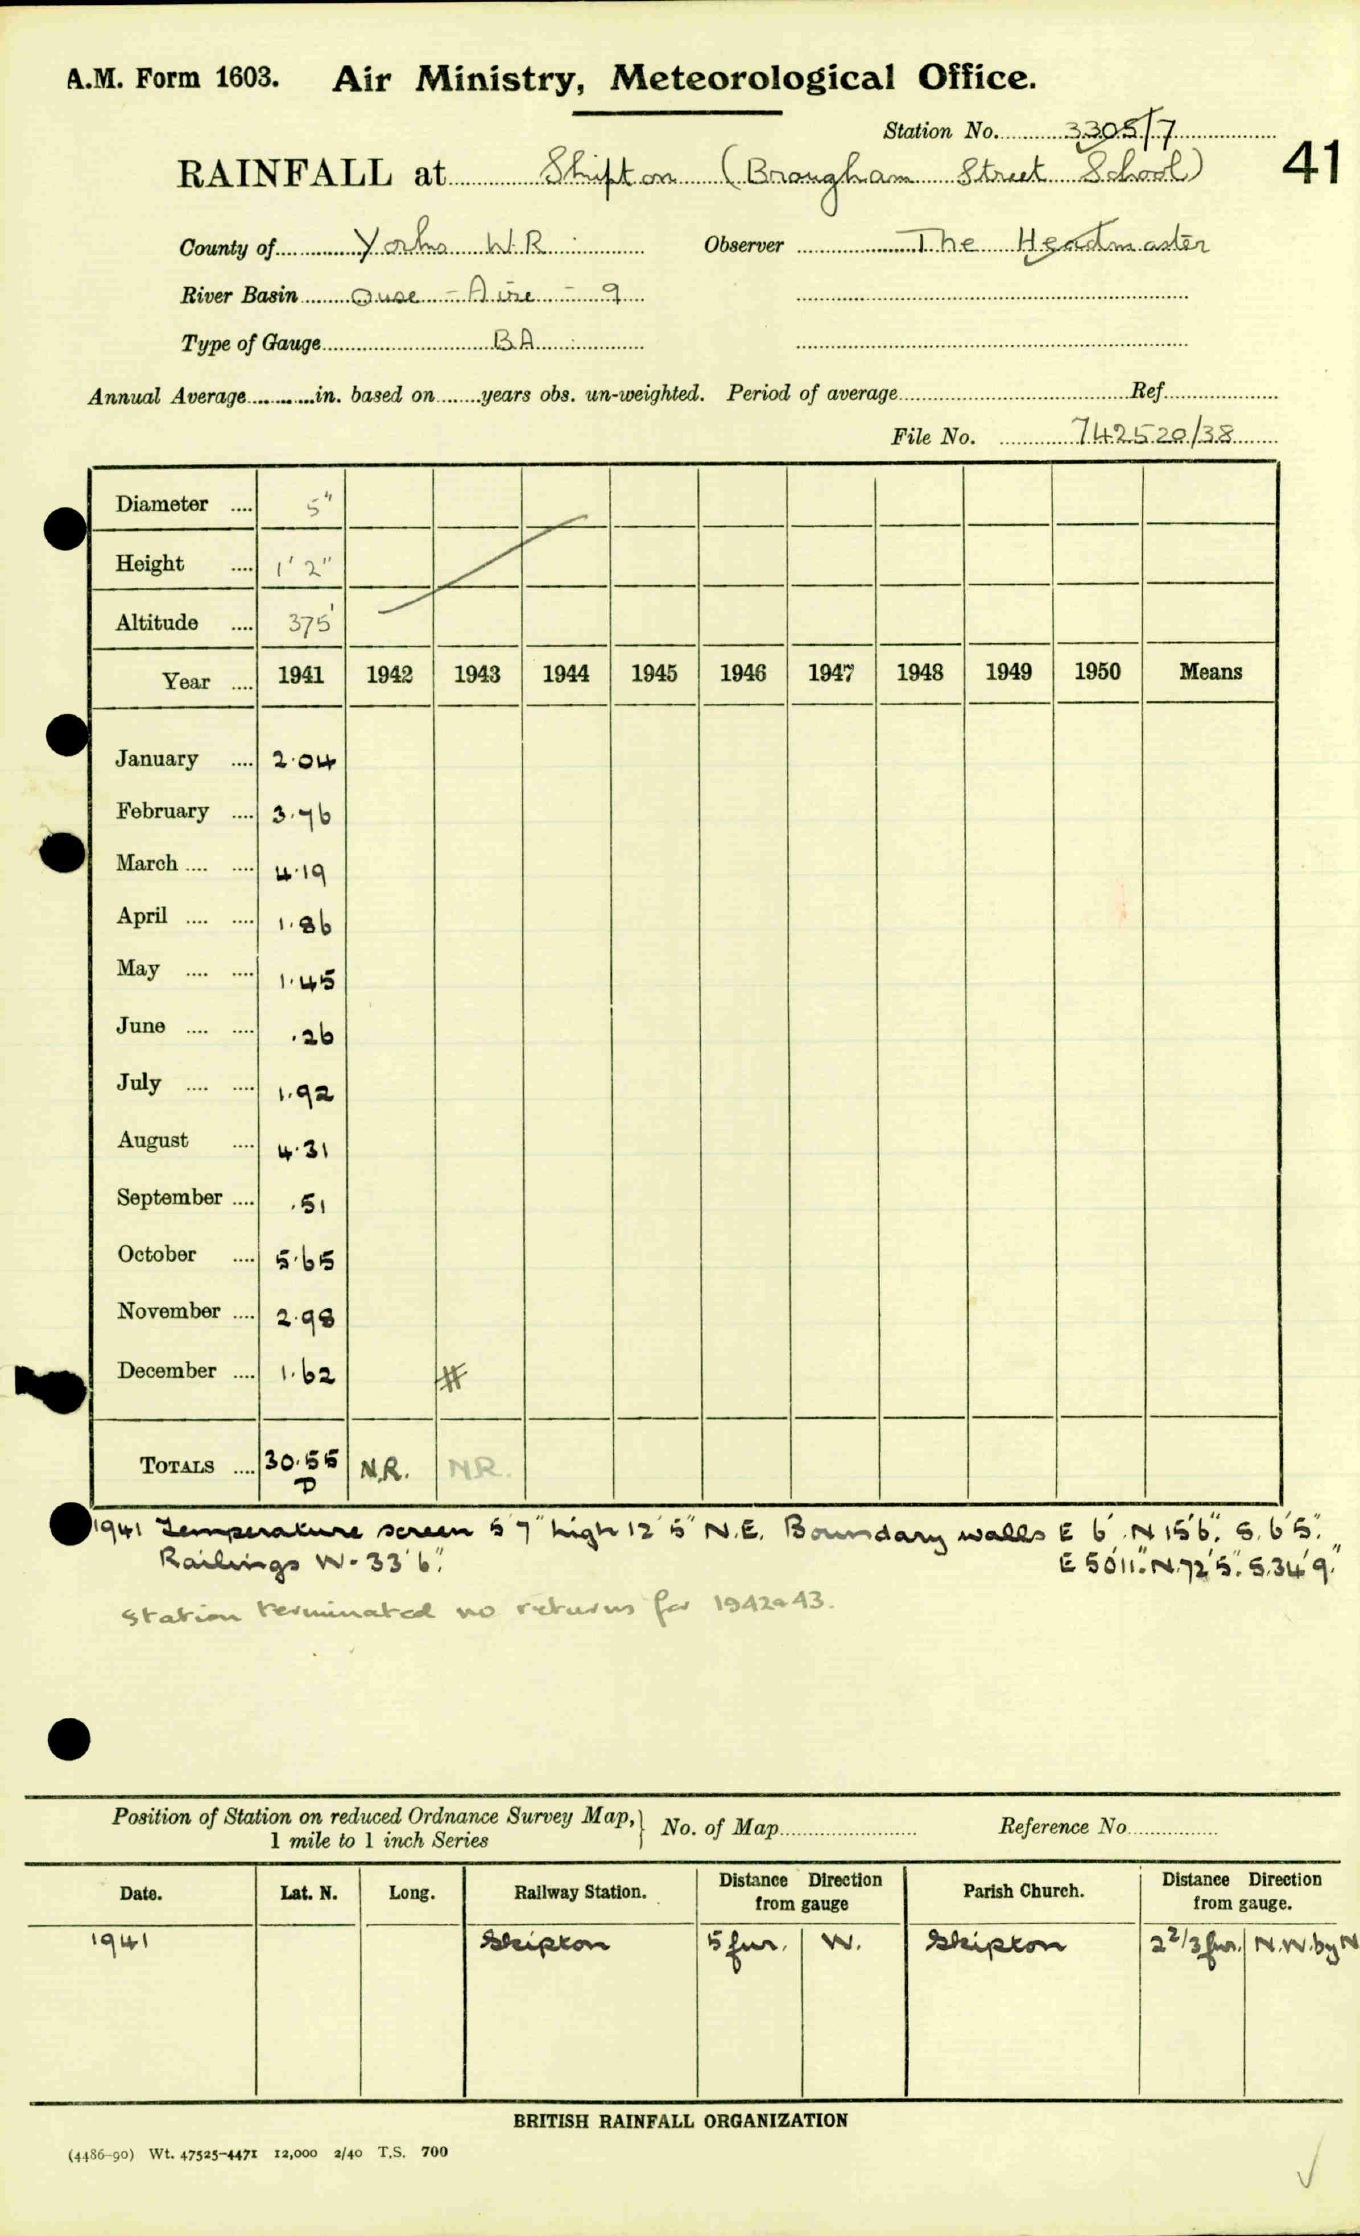 A.M. Form 1603. Air Ministry, Meteorological Office.
Station No. 3305/7
RAINFALL at Skipton (Brougham Street School) 41
County of Yorks W.R. Observer The Headmaster
River Basin Ouse - Aire - 9
Type of Gauge B A
Annual Average in. based on years obs. un-weighted. Period of average Ref.
File No. 742520/38
Diameter 5"
Height 1' 2"
Altitude 375'
Year 1941 1942 1943 1944 1945 1946 1947 1948 1949 1950 Means
January 2.04
February 3.76
March 4.19
April 1.86
May 1.45
June .26
July 1.92
August 4.31
September .51
October 5.65
November 2.98
December 1.62 #
TOTALS 30.55 N.R. N.R.
D
1941 Temperature screen 5'7" high 12'5" N.E. Boundary walls E 6' N 15'6". S. 6'5".
Railings W- 33'6". E 50'11". N. 72'5". S. 34'9."
Station terminated no returns for 1942-43.
Position of Station on reduced Ordnance Survey Map, } No. of Map Reference No.
1 mile to 1 inch Series
Date. Lat. N. Long. Railway Station. Distance Direction from gauge Parish Church. Distance Direction from gauge.
1941 Skipton 5 fur. W. Skipton 2 2/3 fur. N.W. by N
BRITISH RAINFALL ORGANIZATION
(4486-90) Wt. 47525-4471 12,000 2/40 T.S. 700